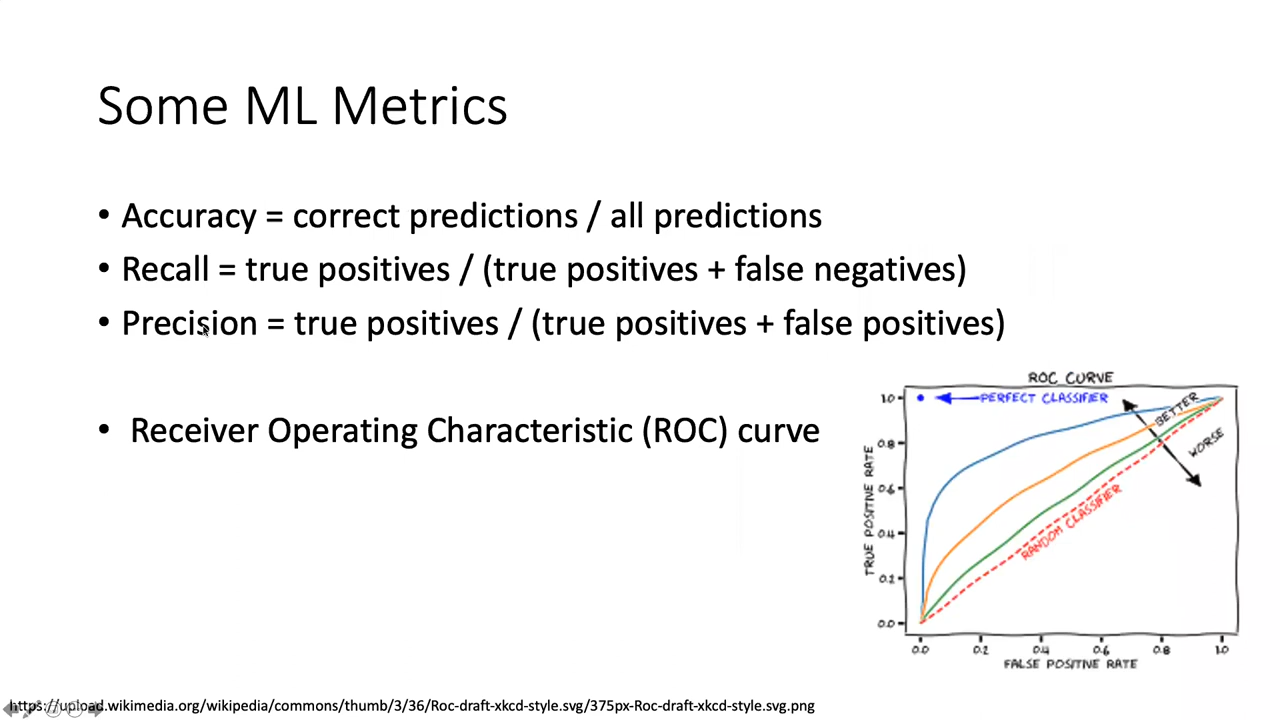 Some ML Metrics
• Accuracy = correct predictions / all predictions
• Recall = true positives / (true positives + false negatives)
• Precision = true positives / (true positives + false positives)
• Receiver Operating Characteristic (ROC) curve
ROC CURVE
1.0
0.8
0.6
0.4
0.2
0.0
TRUE POSITIVE RATE
PERFECT CLASSIFIER
BETTER
WORSE
RANDOM CLASSIFIER
0.0 0.2 0.4 0.6 0.8 1.0
FALSE POSITIVE RATE
https://upload.wikimedia.org/wikipedia/commons/thumb/3/36/Roc-draft-xkcd-style.svg/375px-Roc-draft-xkcd-style.svg.png